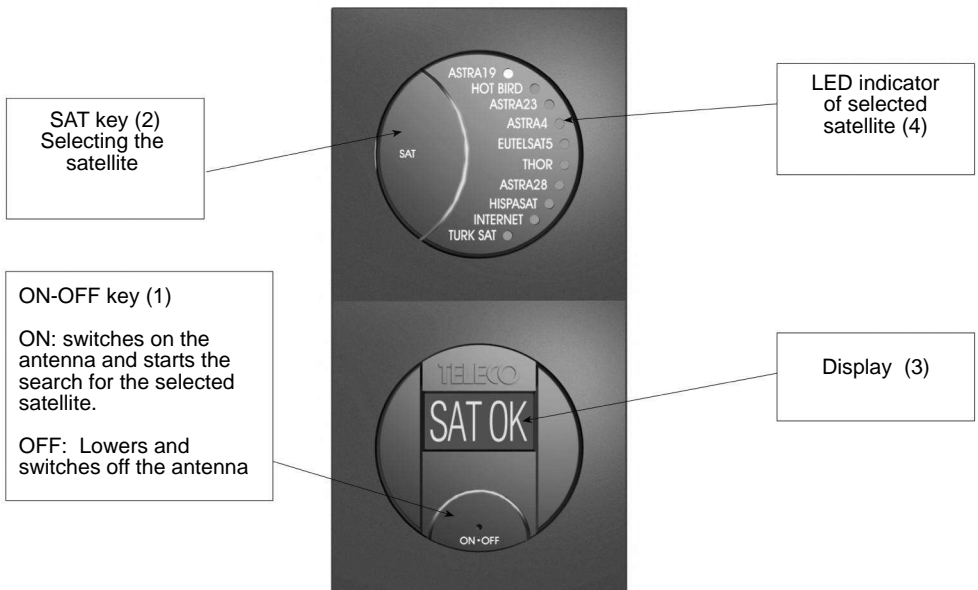 SAT key (2)
Selecting the
satellite
ON-OFF key (1)
ON: switches on the
antenna and starts the
search for the selected
satellite.
OFF: Lowers and
switches off the antenna
ASTRA19
HOT BIRD
ASTRA23
ASTRA4
EUTELSAT5
THOR
ASTRA28
HISPASAT
INTERNET
TURK SAT
SAT
TELECO
SAT OK
ON•OFF
LED indicator
of selected
satellite (4)
Display (3)